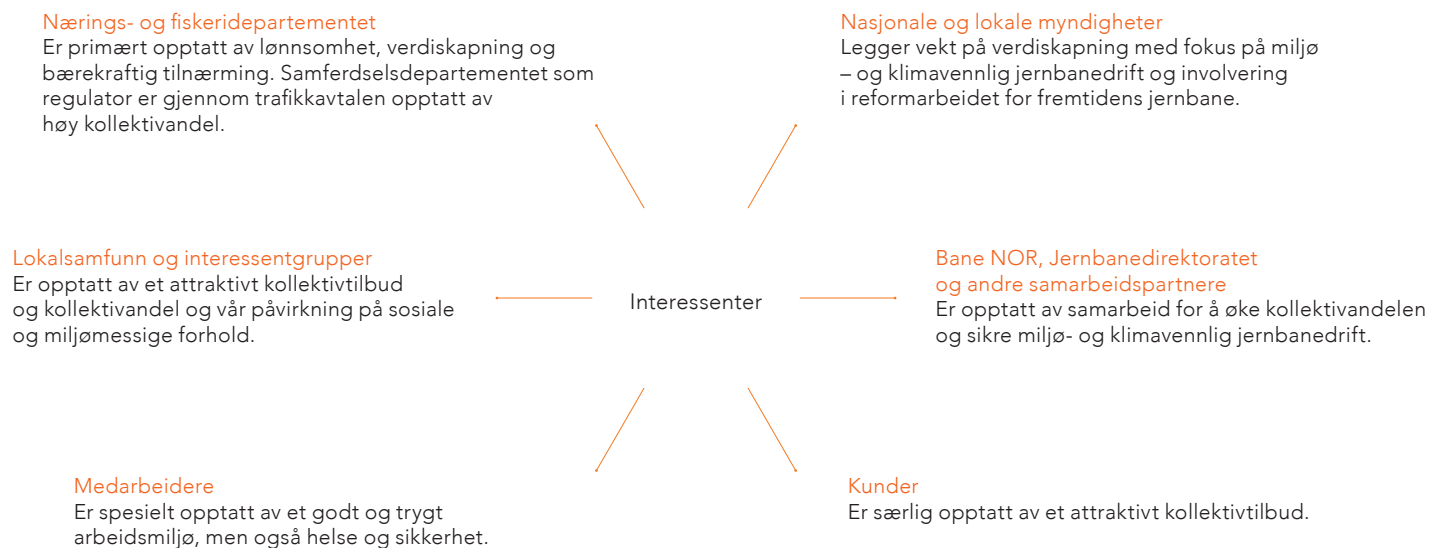 Nærings- og fiskeridepartementet
Er primært opptatt av lønnsomhet, verdiskapning og
bærekraftig tilnærming. Samferdselsdepartementet som
regulator er gjennom trafikkavtalen opptatt av
høy kollektivandel.
Nasjonale og lokale myndigheter
Legger vekt på verdiskapning med fokus på miljø
– og klimavennlig jernbanedrift og involvering
i reformarbeidet for fremtidens jernbane.
Lokalsamfunn og interessentgrupper
Er opptatt av et attraktivt kollektivtilbud
og kollektivandel og vår påvirkning på sosiale
og miljømessige forhold.
Interessenter
Bane NOR, Jernbanedirektoratet
og andre samarbeidspartnere
Er opptatt av samarbeid for å øke kollektivandelen
og sikre miljø- og klimavennlig jernbanedrift.
Medarbeidere
Er spesielt opptatt av et godt og trygt
arbeidsmiljø, men også helse og sikkerhet.
Kunder
Er særlig opptatt av et attraktivt kollektivtilbud.